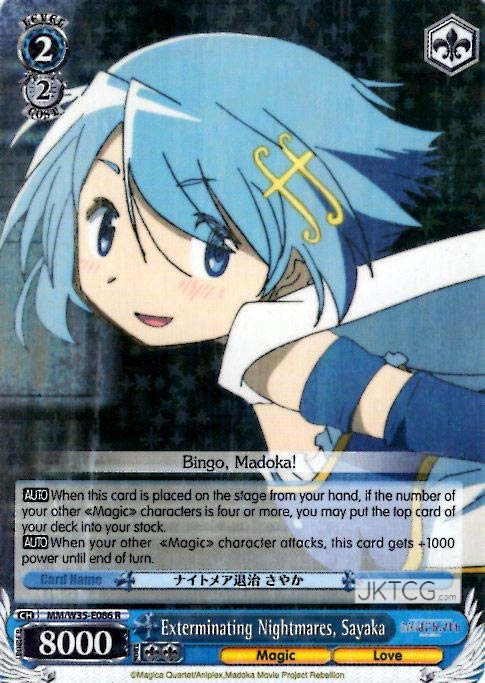 LEVEL
2
2
COST
Bingo, Madoka!
AUTO When this card is placed on the stage from your hand, if the number of
your other «Magic» characters is four or more, you may put the top card of
your deck into your stock.
AUTO When your other «Magic» character attacks, this card gets +1000
power until end of turn.
Card Name ナイトメア退治 さやか
JKTCG.com
CH MM/W35-E086 R
POWER 8000 SOUL Exterminating Nightmares, Sayaka
Magic Love
©Magica Quartet/Aniplex,Madoka Movie Project Rebellion